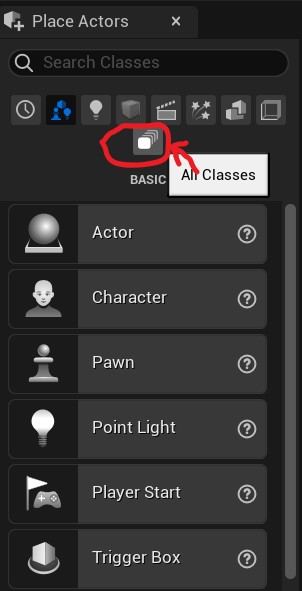 Place Actors
Search Classes
BASIC
All Classes
Actor
Character
Pawn
Point Light
Player Start
Trigger Box